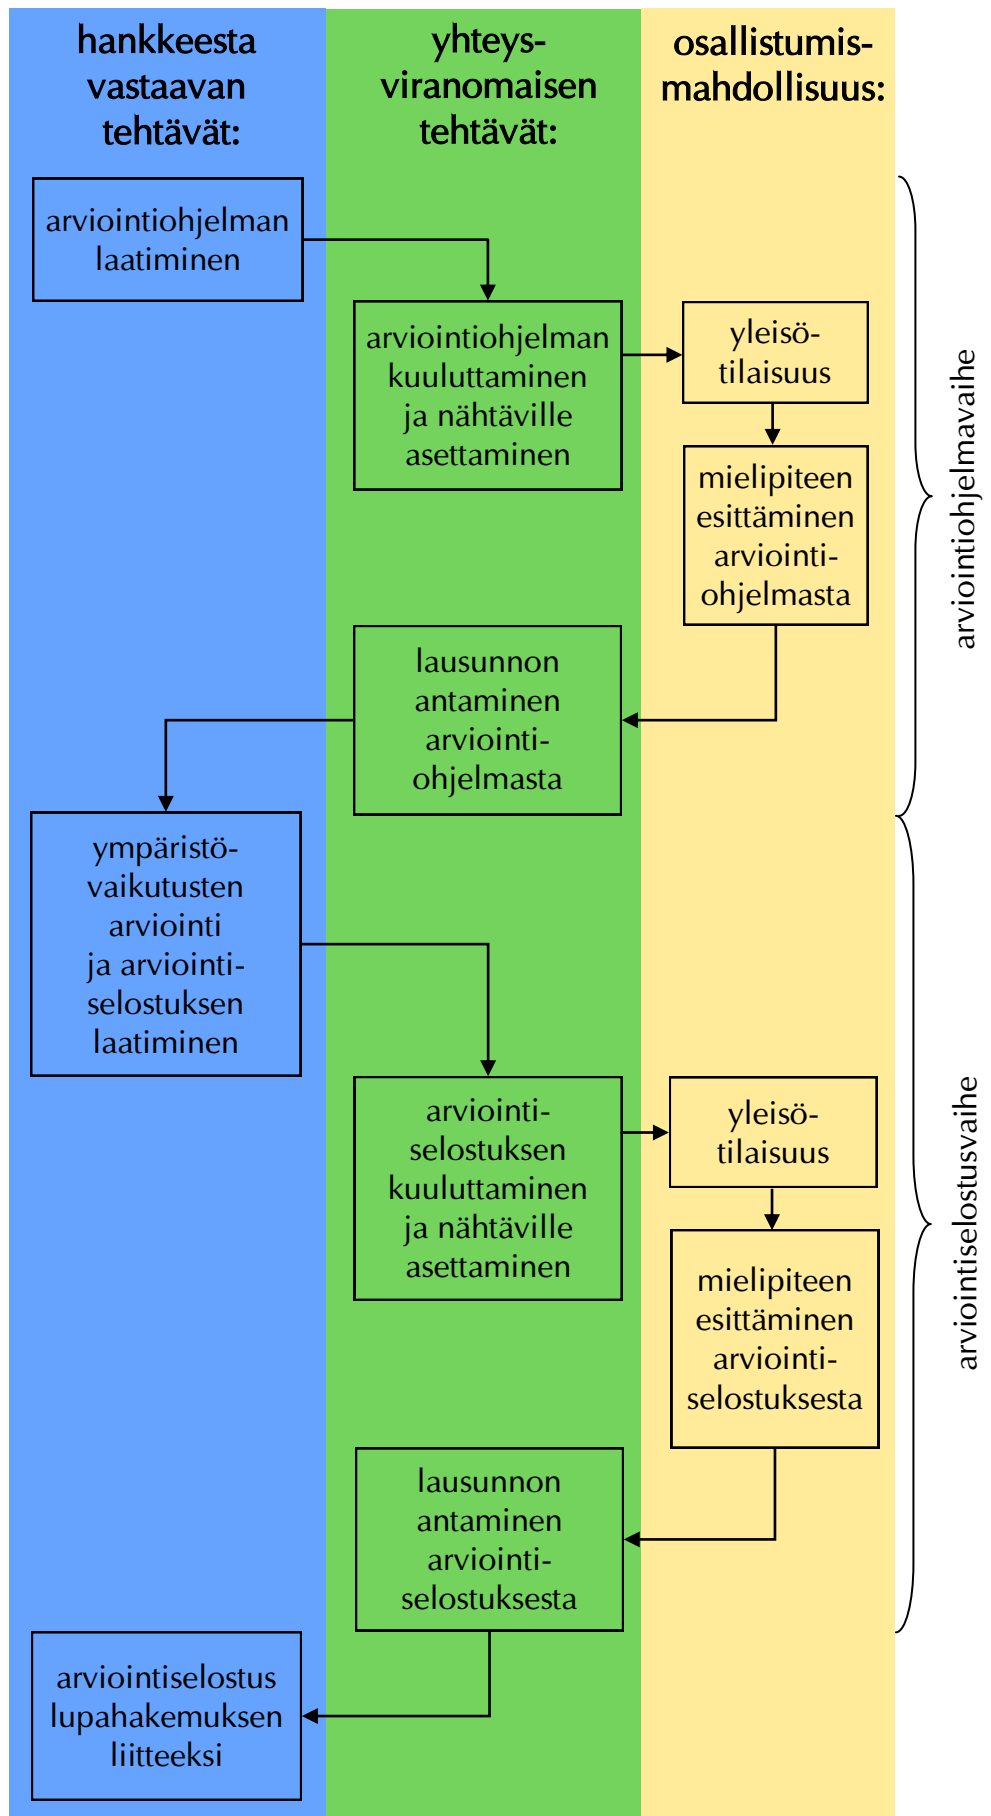 hankkeesta
vastaavan
tehtävät:
yhteys-
viranomaisen
tehtävät:
osallistumis-
mahdollisuus:
arviointiohjelman
laatiminen
arviointiohjelman
kuuluttaminen
ja nähtäville
asettaminen
yleisö-
tilaisuus
mielipiteen
esittäminen
arviointi-
ohjelmasta
lausunnon
antaminen
arviointi-
ohjelmasta
arviointiohjelmavaihe
ympäristö-
vaikutusten
arviointi
ja arviointi-
selostuksen
laatiminen
arviointi-
selostuksen
kuuluttaminen
ja nähtäville
asettaminen
yleisö-
tilaisuus
mielipiteen
esittäminen
arviointi-
selostuksesta
lausunnon
antaminen
arviointi-
selostuksesta
arviointiselostusvaihe
arviointiselostus
lupahakemuksen
liitteeksi